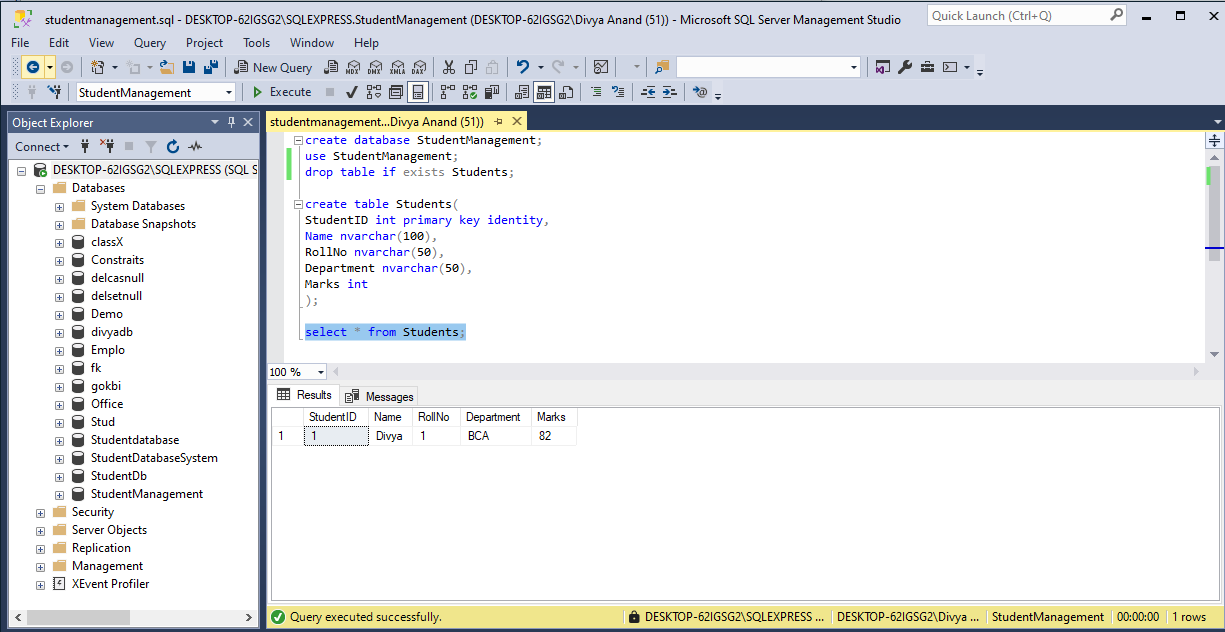 studentmanagement.sql - DESKTOP-62IGSG2\SQLEXPRESS.StudentManagement (DESKTOP-62IGSG2\Divya Anand (51)) - Microsoft SQL Server Management Studio
Quick Launch (Ctrl+Q)
File Edit View Query Project Tools Window Help
New Query MDX DMX XMLA DAX
StudentManagement Execute
Object Explorer
Connect
DESKTOP-62IGSG2\SQLEXPRESS (SQL S
Databases
System Databases
Database Snapshots
classX
Constraits
delcasnull
delsetnull
Demo
divyadb
Emplo
fk
gokbi
Office
Stud
Studentdatabase
StudentDatabaseSystem
StudentDb
StudentManagement
Security
Server Objects
Replication
Management
XEvent Profiler
studentmanagement...Divya Anand (51))
create database StudentManagement;
use StudentManagement;
drop table if exists Students;
create table Students(
StudentID int primary key identity,
Name nvarchar(100),
RollNo nvarchar(50),
Department nvarchar(50),
Marks int
);
select * from Students;
100 %
Results Messages
StudentID Name RollNo Department Marks
1 1 Divya 1 BCA 82
Query executed successfully. DESKTOP-62IGSG2\SQLEXPRESS ... DESKTOP-62IGSG2\Divya ... StudentManagement 00:00:00 1 rows